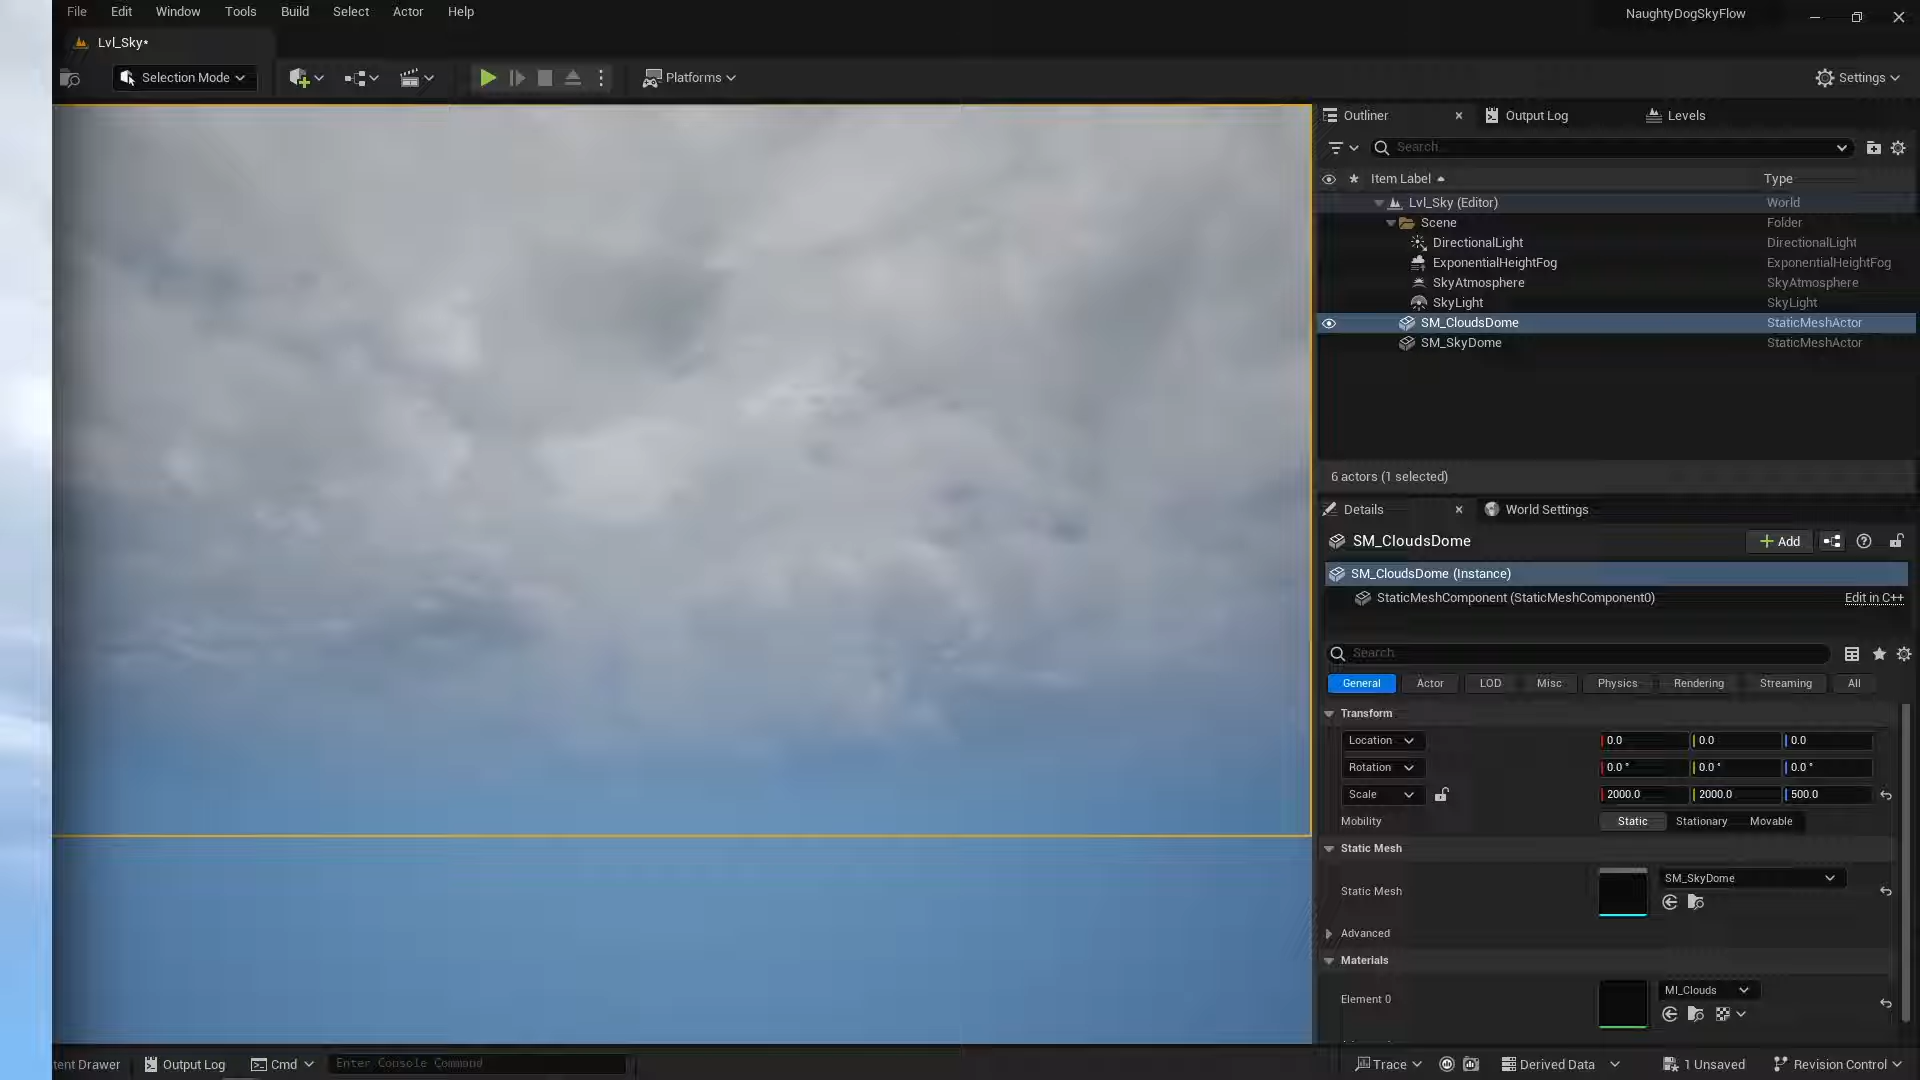 File Edit Window Tools Build Select Actor Help
NaughtyDogSkyFlow
Lvl_Sky*
Selection Mode
Platforms
Settings
Outliner
Output Log
Levels
Search...
Item Label
Type
Lvl_Sky (Editor) World
Scene Folder
DirectionalLight DirectionalLight
ExponentialHeightFog ExponentialHeightFog
SkyAtmosphere SkyAtmosphere
SkyLight SkyLight
SM_CloudsDome StaticMeshActor
SM_SkyDome StaticMeshActor
6 actors (1 selected)
Details
World Settings
SM_CloudsDome
+ Add
SM_CloudsDome (Instance)
StaticMeshComponent (StaticMeshComponent0)
Edit in C++
Search
General Actor LOD Misc Physics Rendering Streaming All
Transform
Location 0.0 0.0 0.0
Rotation 0.0 ° 0.0 ° 0.0 °
Scale 2000.0 2000.0 500.0
Mobility Static Stationary Movable
Static Mesh
Static Mesh
SM_SkyDome
Advanced
Materials
Element 0
MI_Clouds
tent Drawer
Output Log
Cmd
Enter Console Command
Trace
Derived Data
1 Unsaved
Revision Control